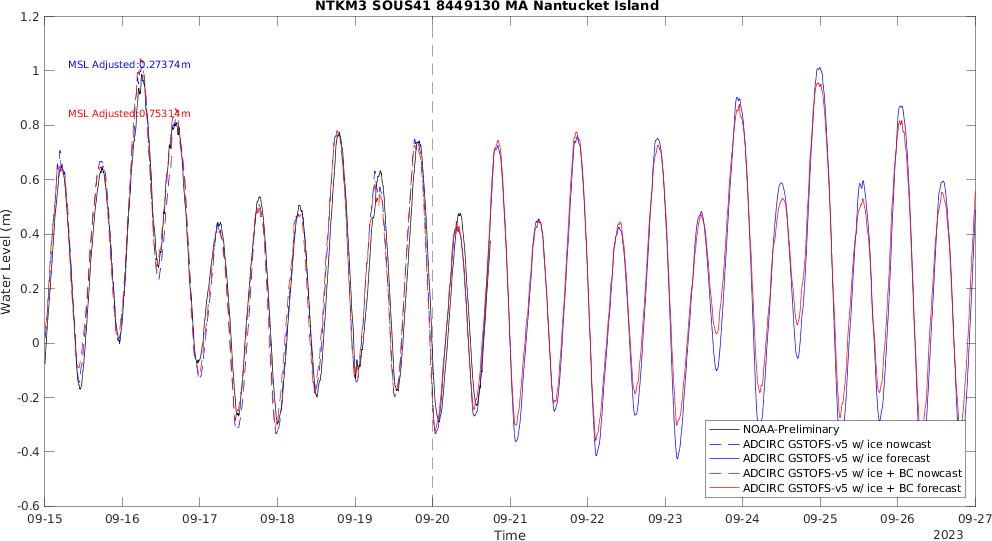 NTKM3 SOUS41 8449130 MA Nantucket Island
1.2
1
0.8
0.6
0.4
0.2
0
-0.2
-0.4
-0.6
Water Level (m)
MSL Adjusted:0.27374m
MSL Adjusted:0.75314m
NOAA-Preliminary
ADCIRC GSTOFS-v5 w/ ice nowcast
ADCIRC GSTOFS-v5 w/ ice forecast
ADCIRC GSTOFS-v5 w/ ice + BC nowcast
ADCIRC GSTOFS-v5 w/ ice + BC forecast
09-15 09-16 09-17 09-18 09-19 09-20 09-21 09-22 09-23 09-24 09-25 09-26 09-27
Time
2023